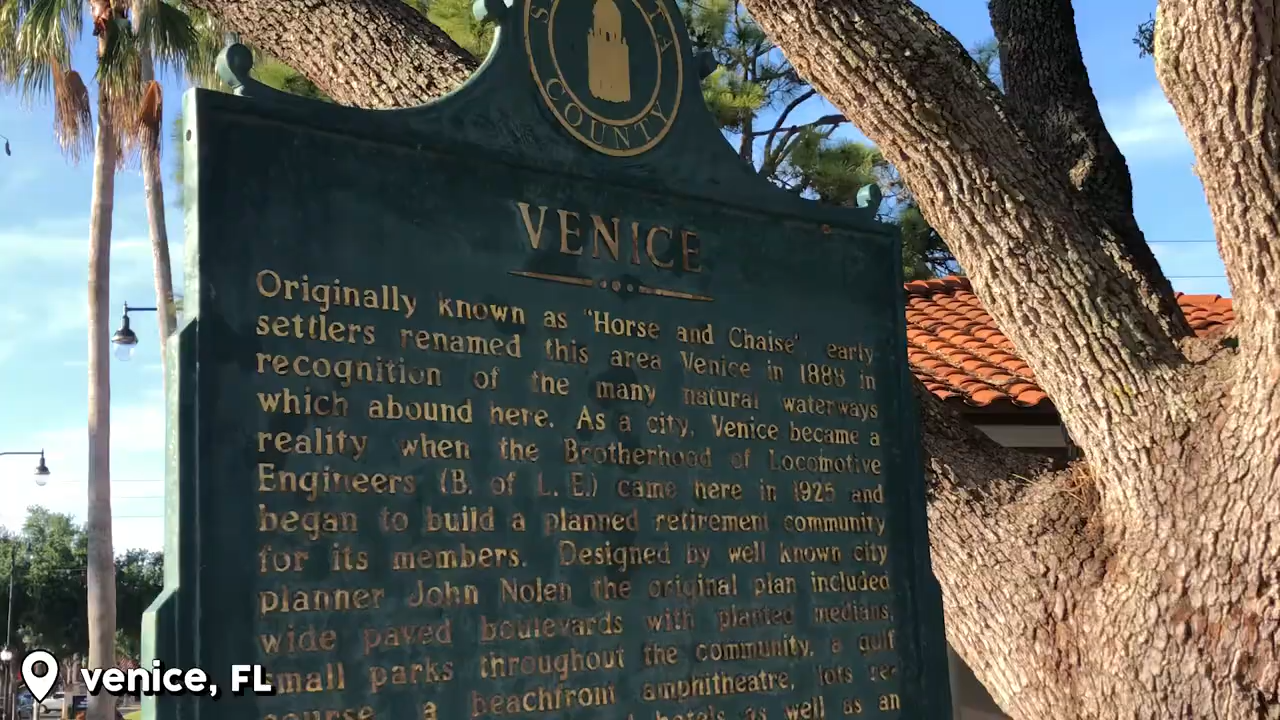 COUNTY
VENICE
Originally known as "Horse and Chaise", early
settlers renamed this area Venice in 1888 in
recognition of the many natural waterways
which abound here. As a city, Venice became a
reality when the Brotherhood of Locomotive
Engineers (B. of L. E.) came here in 1925 and
began to build a planned retirement community
for its members. Designed by well known city
planner John Nolen the original plan included
wide paved boulevards with planted medians,
small parks throughout the community, a gulf
course, a beachfront amphitheatre, lots re-
hotels as well as an
venice, FL